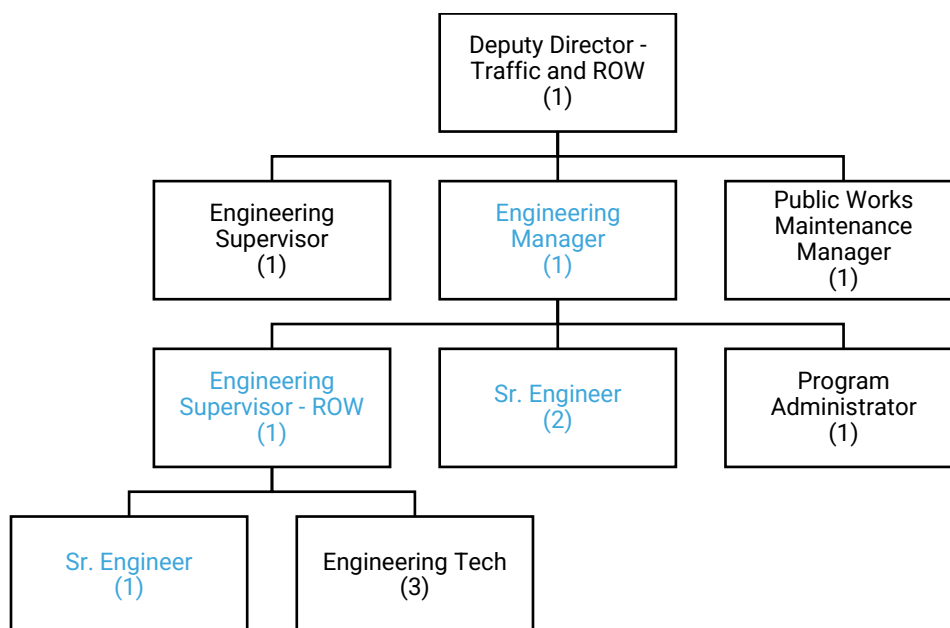 Deputy Director -
Traffic and ROW
(1)
Engineering
Supervisor
(1)
Engineering
Manager
(1)
Public Works
Maintenance
Manager
(1)
Engineering
Supervisor - ROW
(1)
Sr. Engineer
(2)
Program
Administrator
(1)
Sr. Engineer
(1)
Engineering Tech
(3)